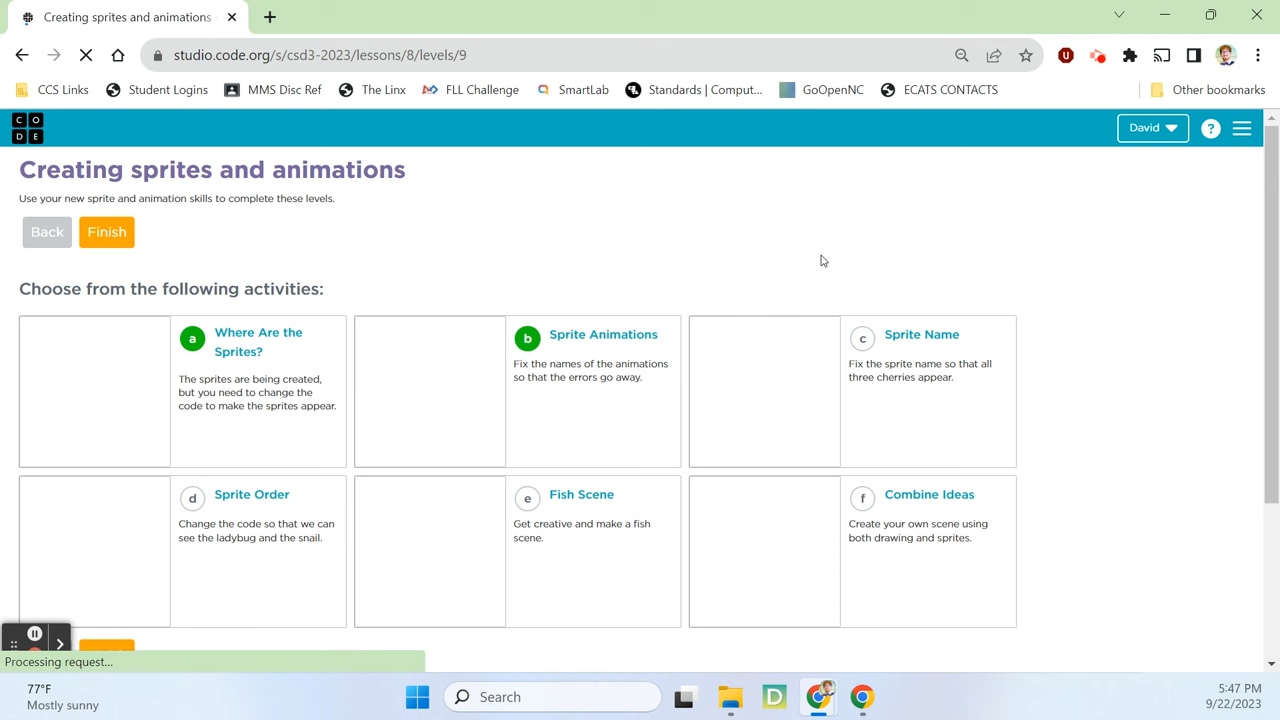 Creating sprites and animations
studio.code.org/s/csd3-2023/lessons/8/levels/9
CCS Links
Student Logins
MMS Disc Ref
The Linx
FLL Challenge
SmartLab
Standards | Comput...
GoOpenNC
ECATS CONTACTS
Other bookmarks
C O
D E
David
?
Creating sprites and animations
Use your new sprite and animation skills to complete these levels.
Back
Finish
Choose from the following activities:
a
Where Are the
Sprites?
The sprites are being created,
but you need to change the
code to make the sprites appear.
b
Sprite Animations
Fix the names of the animations
so that the errors go away.
c
Sprite Name
Fix the sprite name so that all
three cherries appear.
d
Sprite Order
Change the code so that we can
see the ladybug and the snail.
e
Fish Scene
Get creative and make a fish
scene.
f
Combine Ideas
Create your own scene using
both drawing and sprites.
Processing request...
77°F
Mostly sunny
Search
D
5:47 PM
9/22/2023